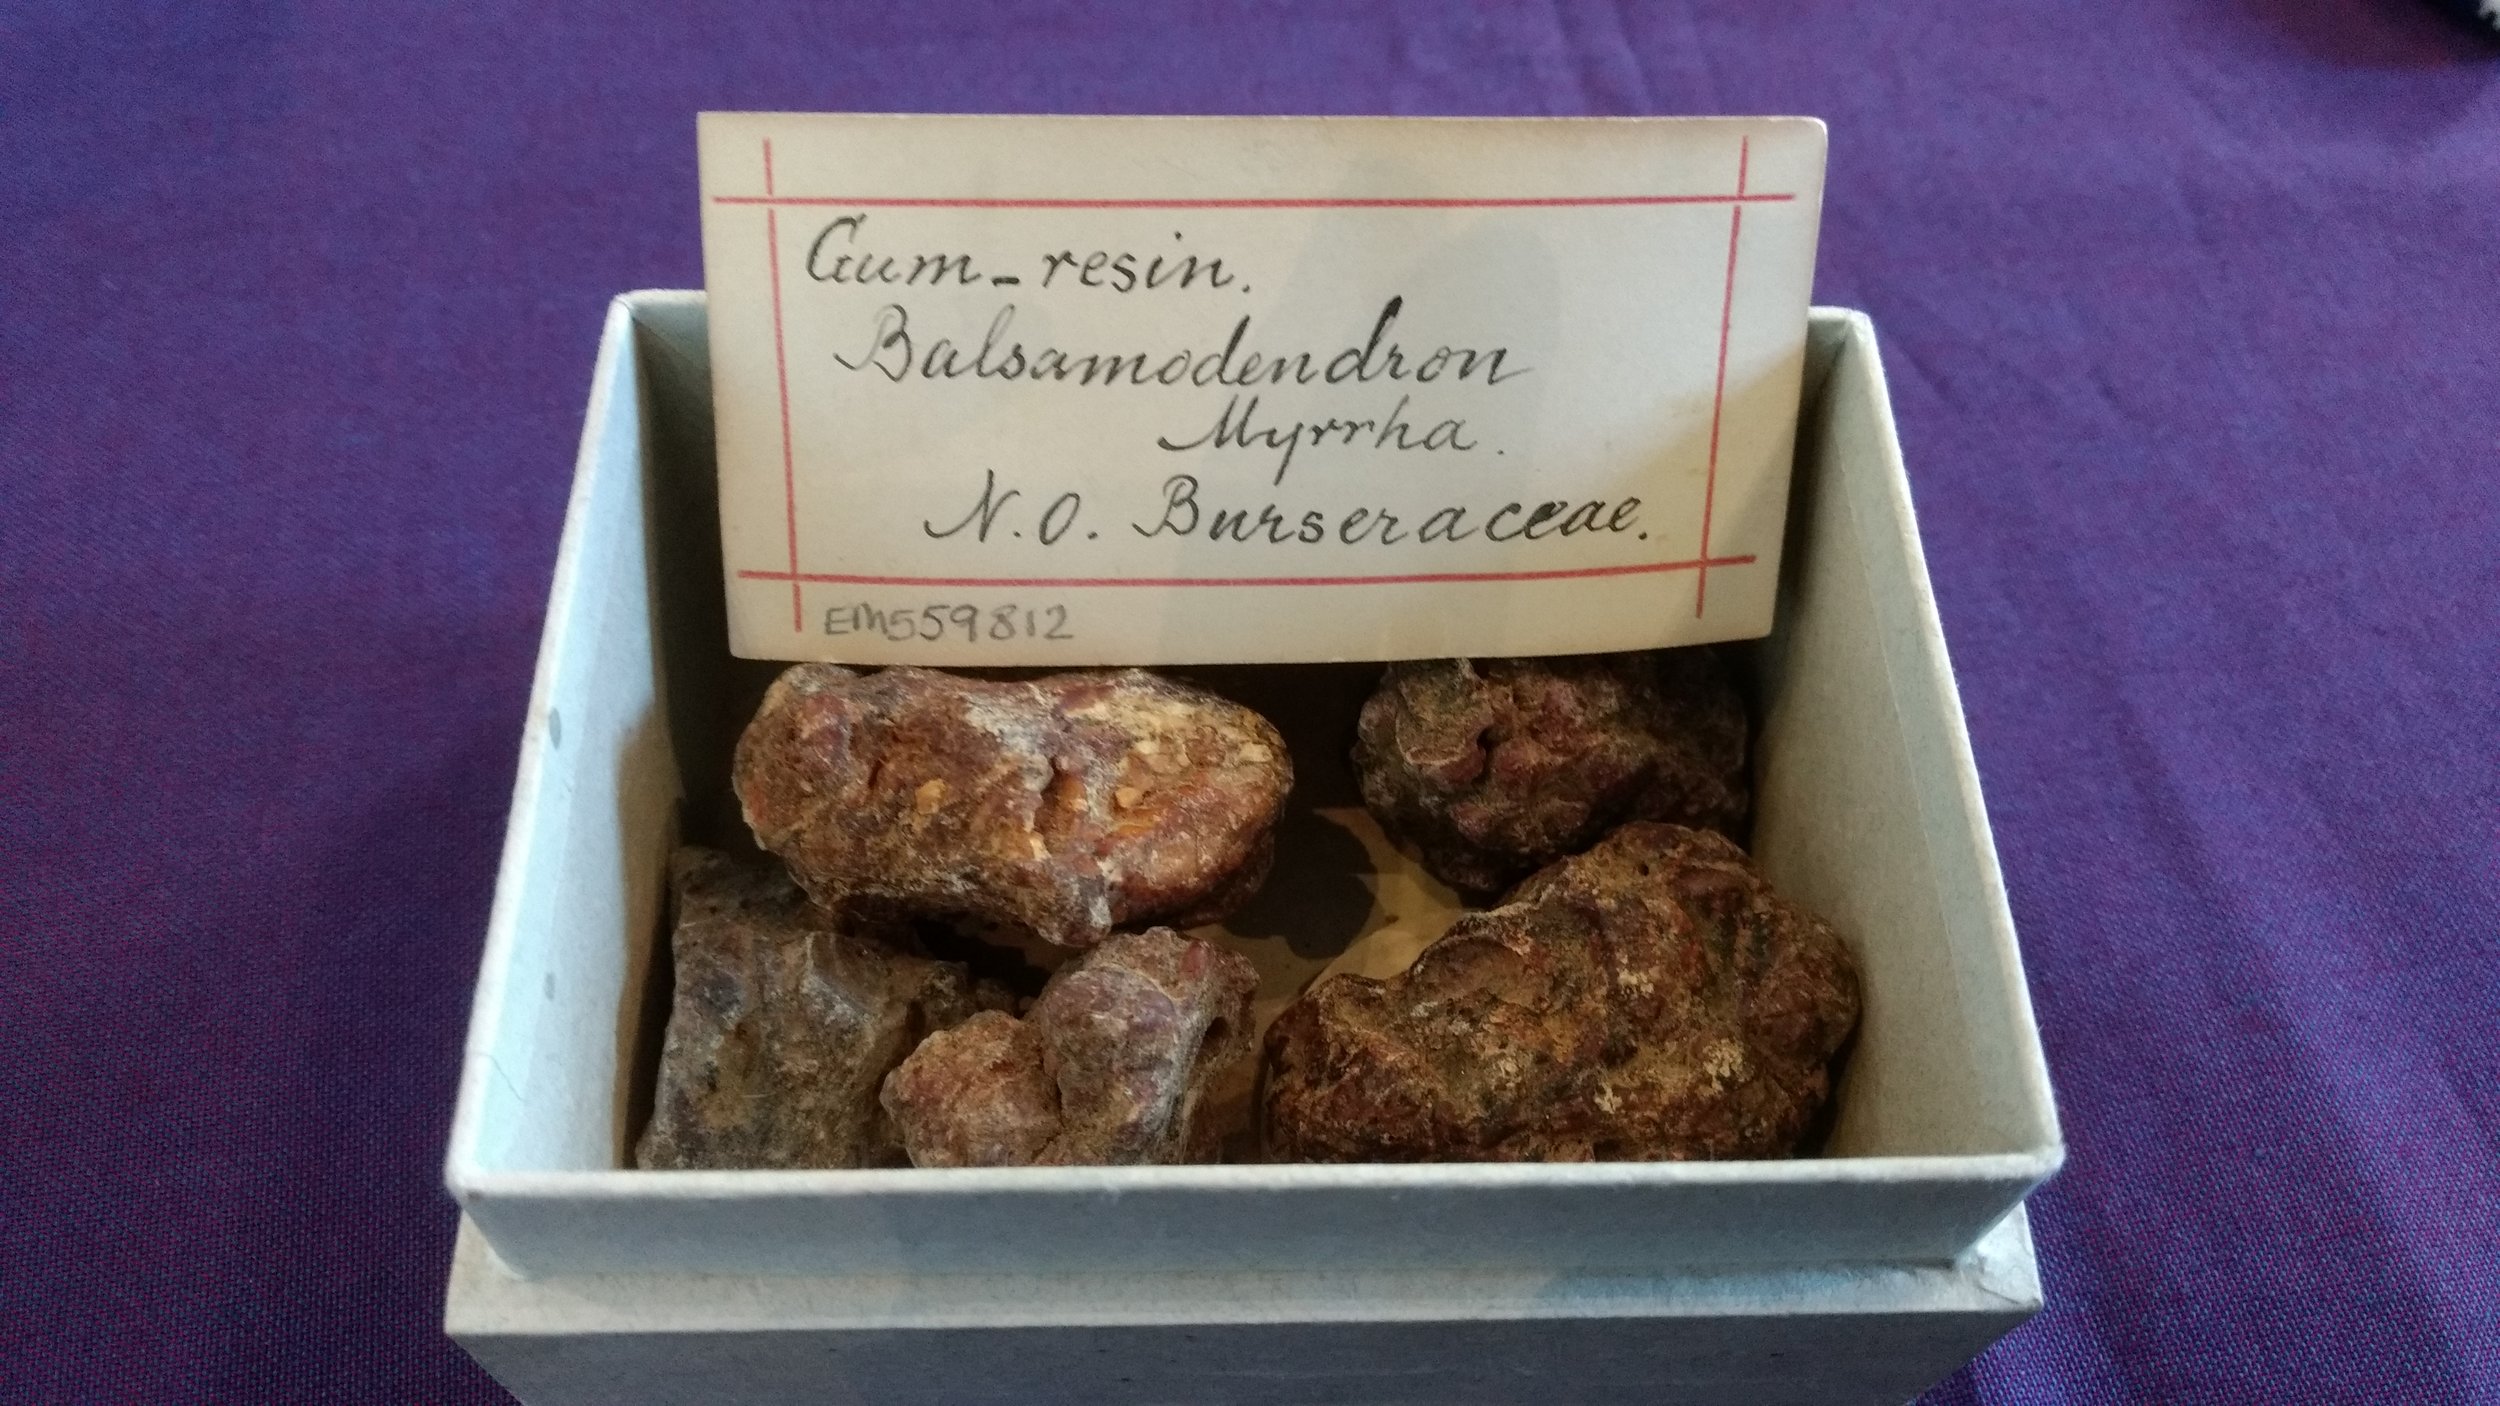 Gum-resin.
Balsamodendron
Myrrha.
N.O. Burseraceae.
EM559812